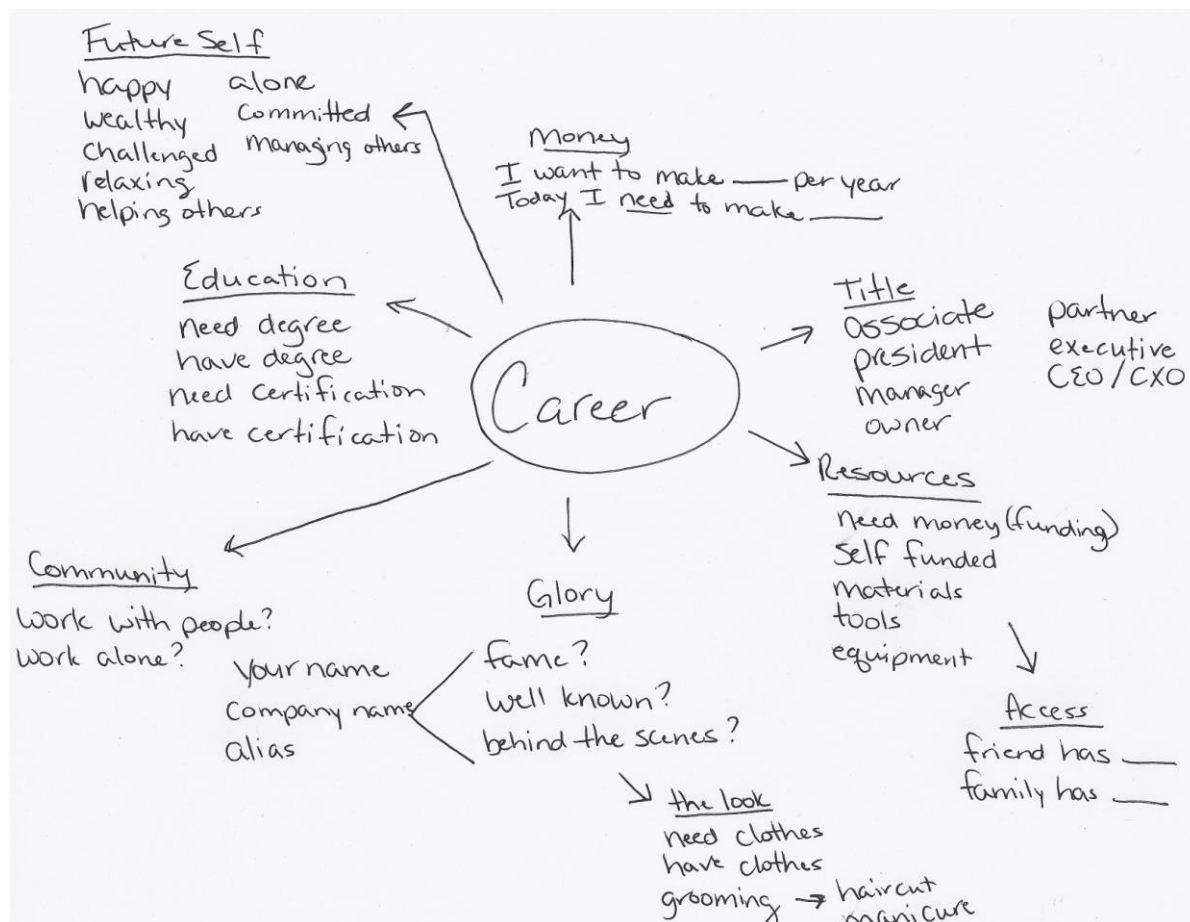 Future Self
happy alone
wealthy committed
challenged managing others
relaxing
helping others
Money
I want to make ___ per year
Today I need to make ____
Education
need degree
have degree
need certification
have certification
Career
Title
associate partner
president executive
manager CEO/CXO
owner
Resources
need money (funding)
self funded
materials
tools
equipment
Access
friend has ___
family has ___
Community
work with people?
work alone?
Glory
fame?
well known?
behind the scenes?
your name
company name
alias
the look
need clothes
have clothes
grooming → haircut
manicure